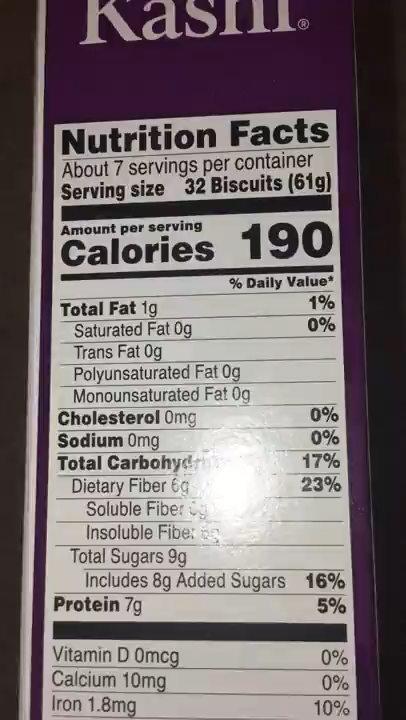 Kashi®
Nutrition Facts
About 7 servings per container
Serving size 32 Biscuits (61g)
Amount per serving
Calories 190
% Daily Value*
Total Fat 1g 1%
Saturated Fat 0g 0%
Trans Fat 0g
Polyunsaturated Fat 0g
Monounsaturated Fat 0g
Cholesterol 0mg 0%
Sodium 0mg 0%
Total 17%
Dietary Fiber 6g 23%
Soluble Fiber
Insoluble Fiber
Total Sugars 9g
Includes 8g Added Sugars 16%
Protein 7g 5%
Vitamin D 0mcg 0%
Calcium 10mg 0%
Iron 1.8mg 10%